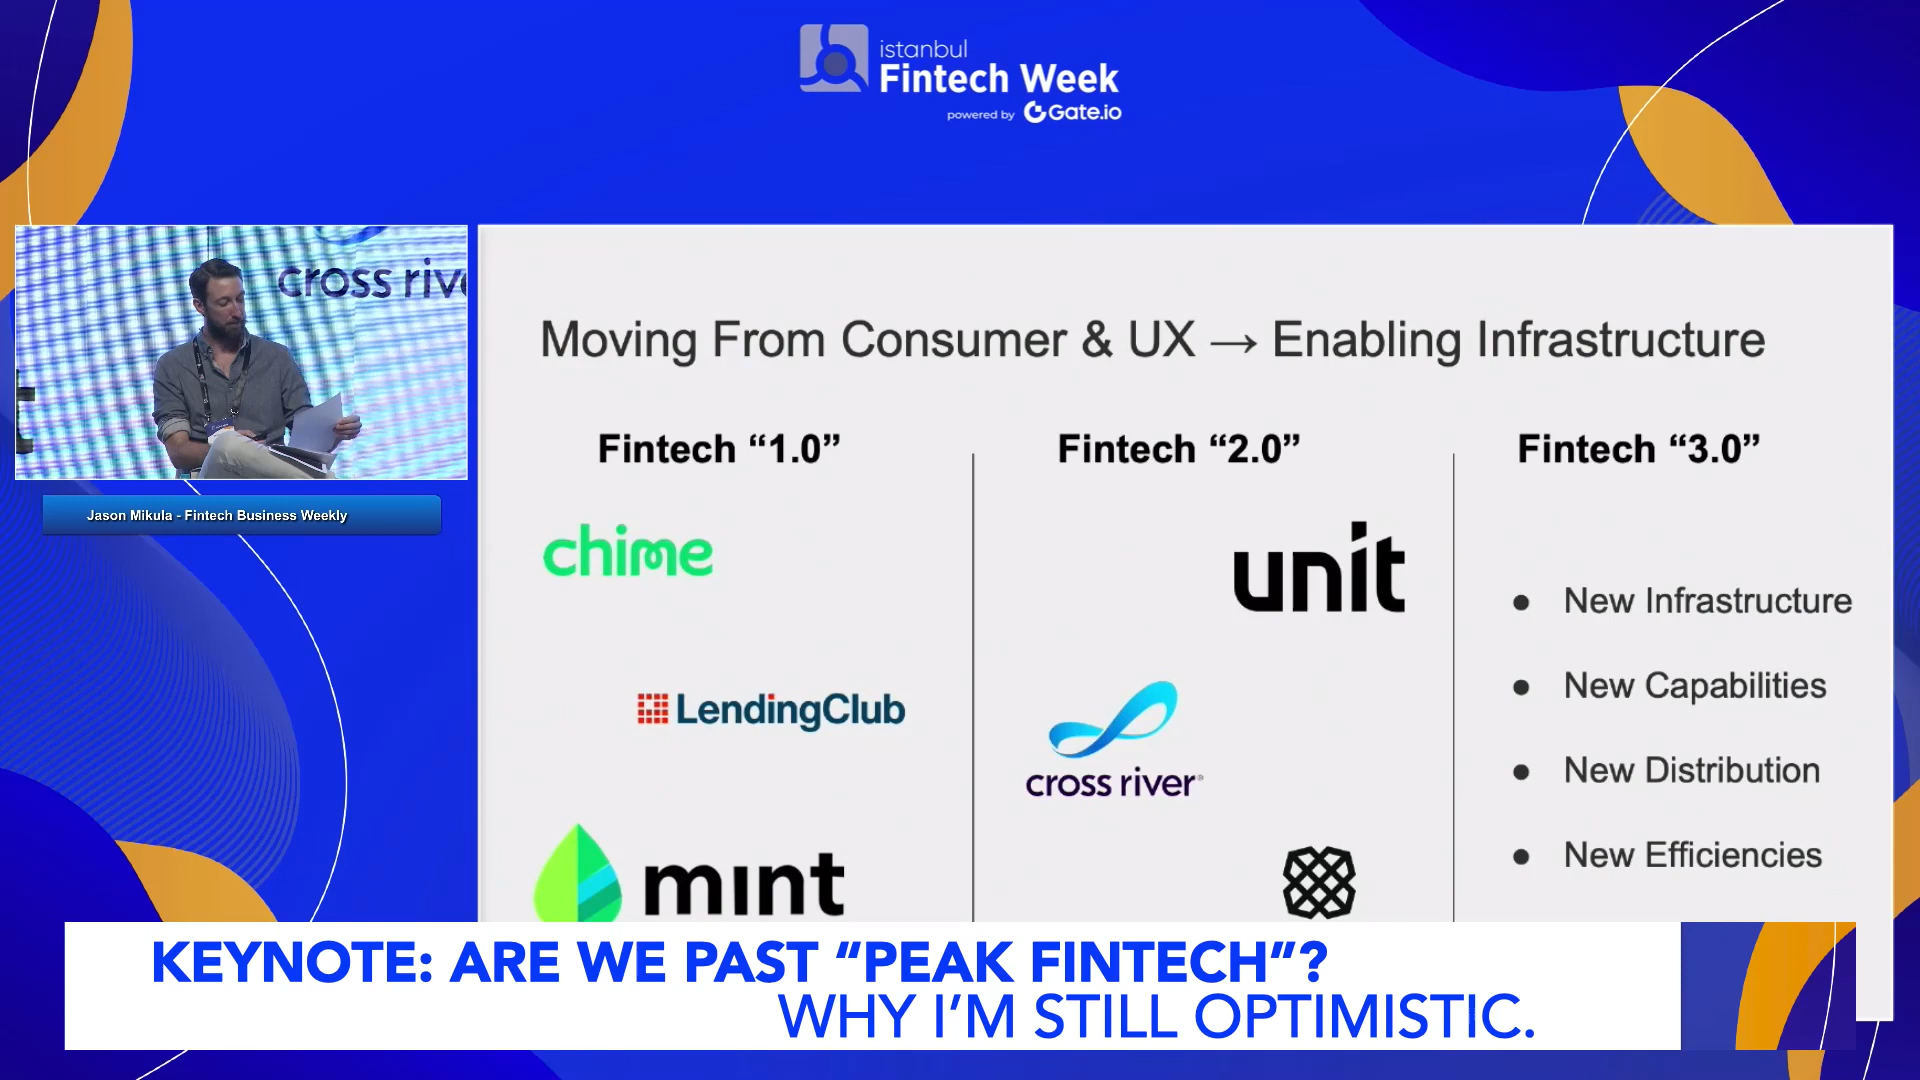 istanbul
Fintech Week
powered by Gate.io
cross rive
Jason Mikula - Fintech Business Weekly
Moving From Consumer & UX → Enabling Infrastructure
Fintech “1.0”
chime
LendingClub
mint
Fintech “2.0”
unit
cross river®
Fintech “3.0”
● New Infrastructure
● New Capabilities
● New Distribution
● New Efficiencies
KEYNOTE: ARE WE PAST “PEAK FINTECH“?
WHY I’M STILL OPTIMISTIC.